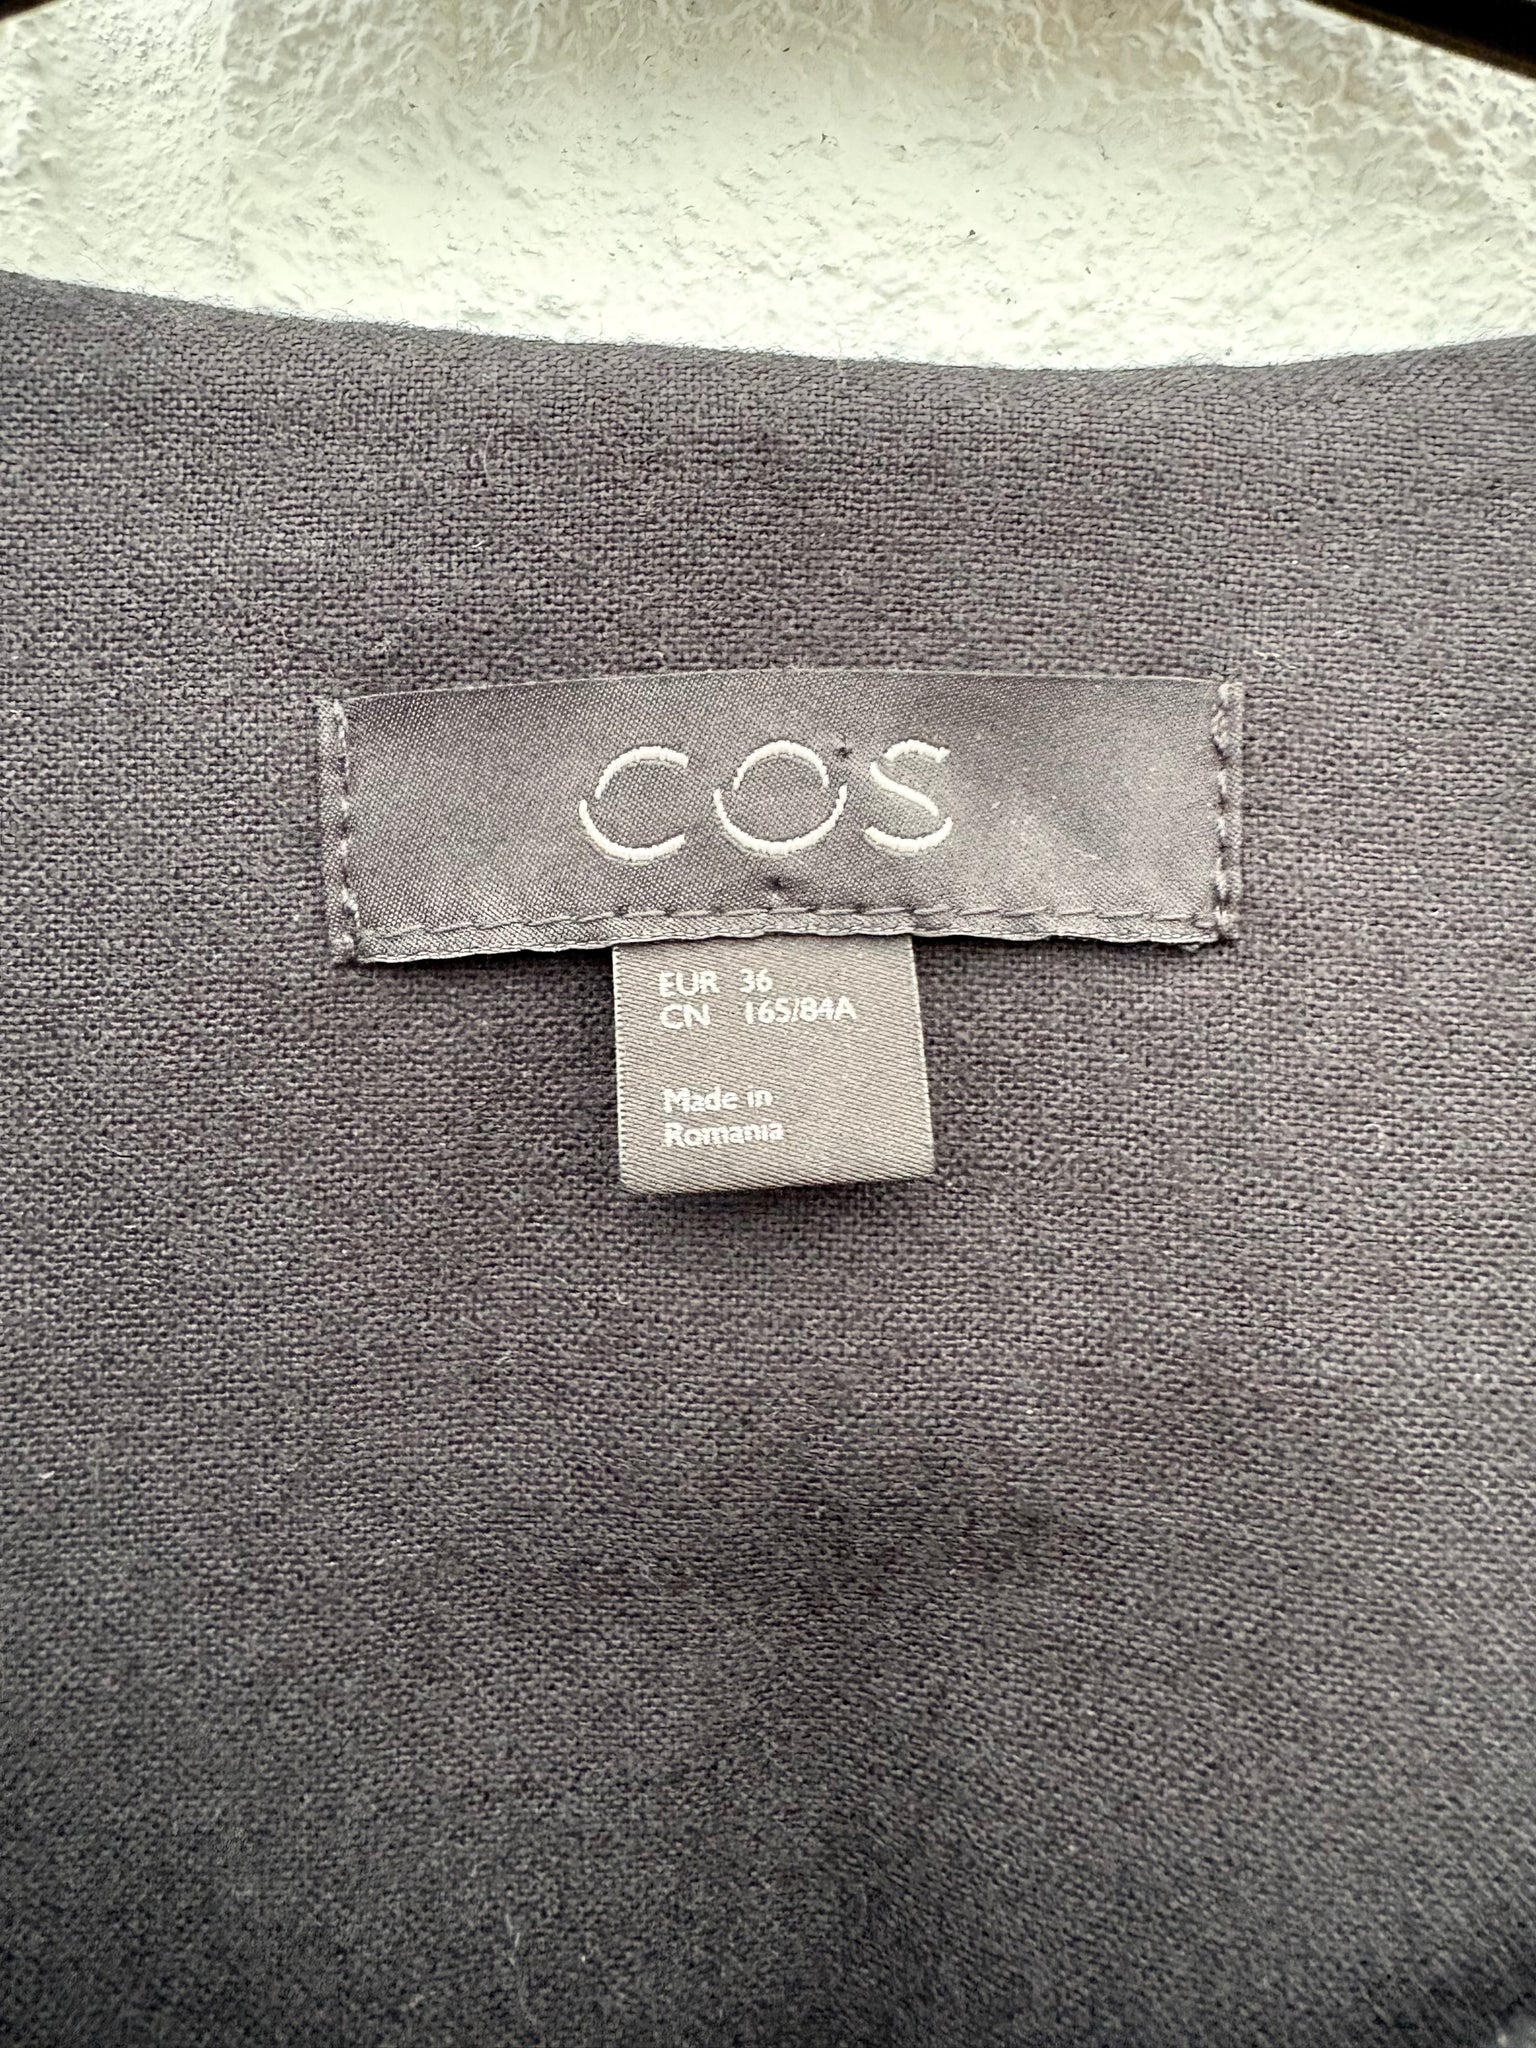 COS
EUR 36
CN 165/84A
Made in
Romania